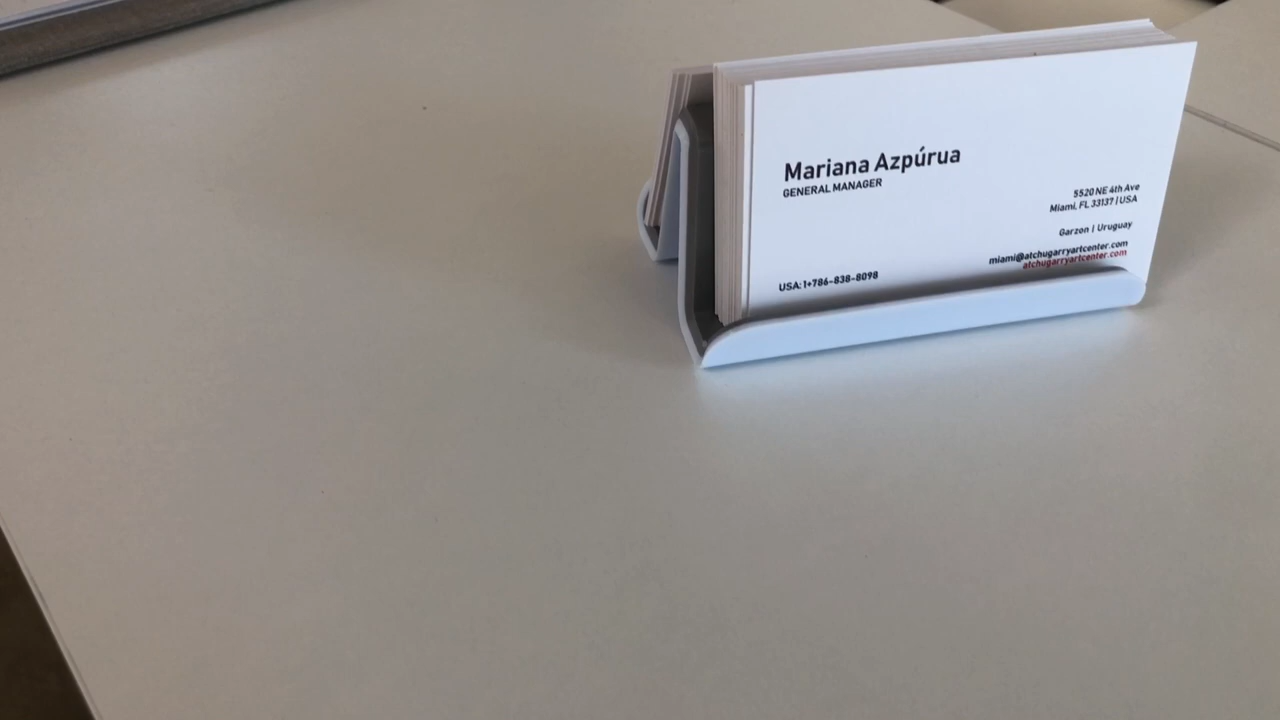 Mariana Azpúrua
GENERAL MANAGER
5520 NE 4th Ave
Miami, FL 33137 | USA
Garzon | Uruguay
miami@atchugarryartcenter.com
atchugarryartcenter.com
USA: 1+786-838-8098